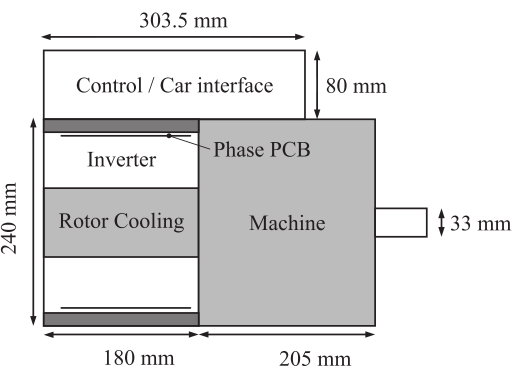 303.5 mm
Control / Car interface
80 mm
Phase PCB
Inverter
240 mm
Rotor Cooling
Machine
33 mm
180 mm
205 mm